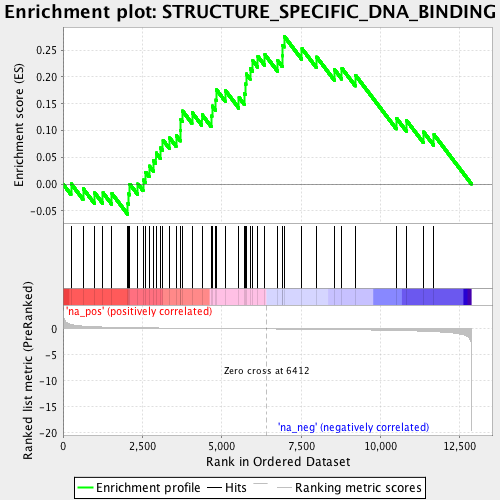 Enrichment plot: STRUCTURE_SPECIFIC_DNA_BINDING
Enrichment score (ES)
0.25
0.20
0.15
0.10
0.05
0.00
-0.05
'na_pos' (positively correlated)
Ranked list metric (PreRanked)
0
-5
-10
-15
-20
Zero cross at 6412
'na_neg' (negatively correlated)
0
2,500
5,000
7,500
10,000
12,500
Rank in Ordered Dataset
Enrichment profile
Hits
Ranking metric scores